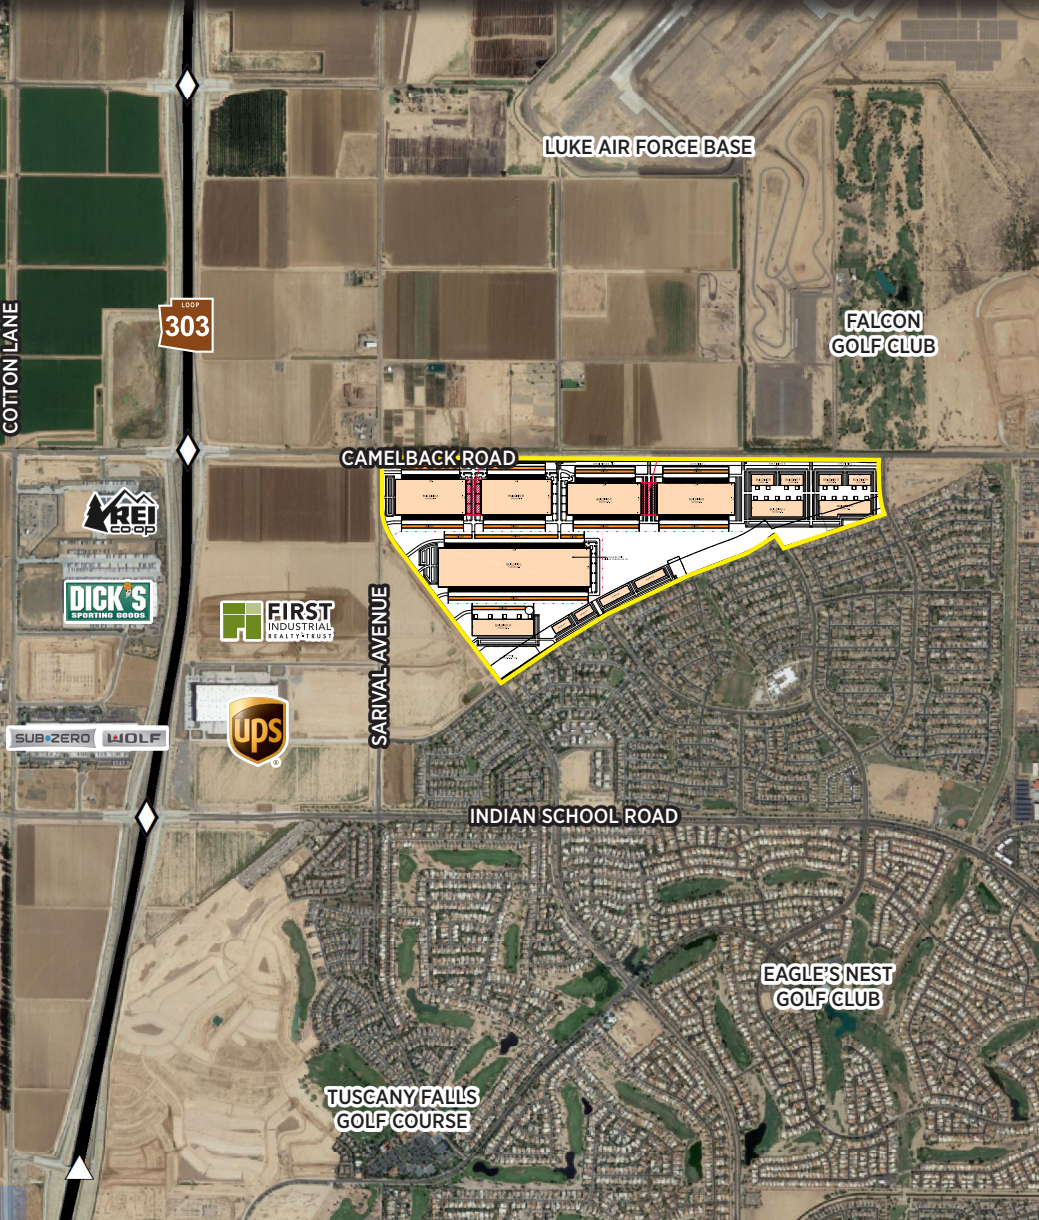 LUKE AIR FORCE BASE
LOOP
303
COTTON LANE
FALCON
GOLF CLUB
CAMELBACK ROAD
REI
CO·OP
DICK'S
SPORTING GOODS
FIRST
INDUSTRIAL
REALTY • TRUST
SARIVAL AVENUE
ups
®
SUB-ZERO
WOLF
INDIAN SCHOOL ROAD
EAGLE'S NEST
GOLF CLUB
TUSCANY FALLS
GOLF COURSE